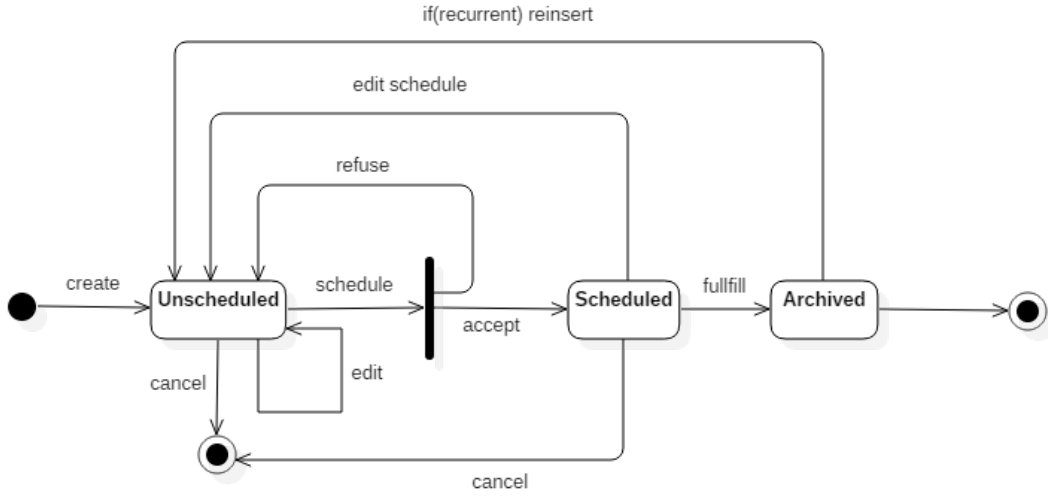 if(recurrent) reinsert
edit schedule
refuse
create
Unscheduled
schedule
accept
Scheduled
fullfill
Archived
cancel
edit
cancel